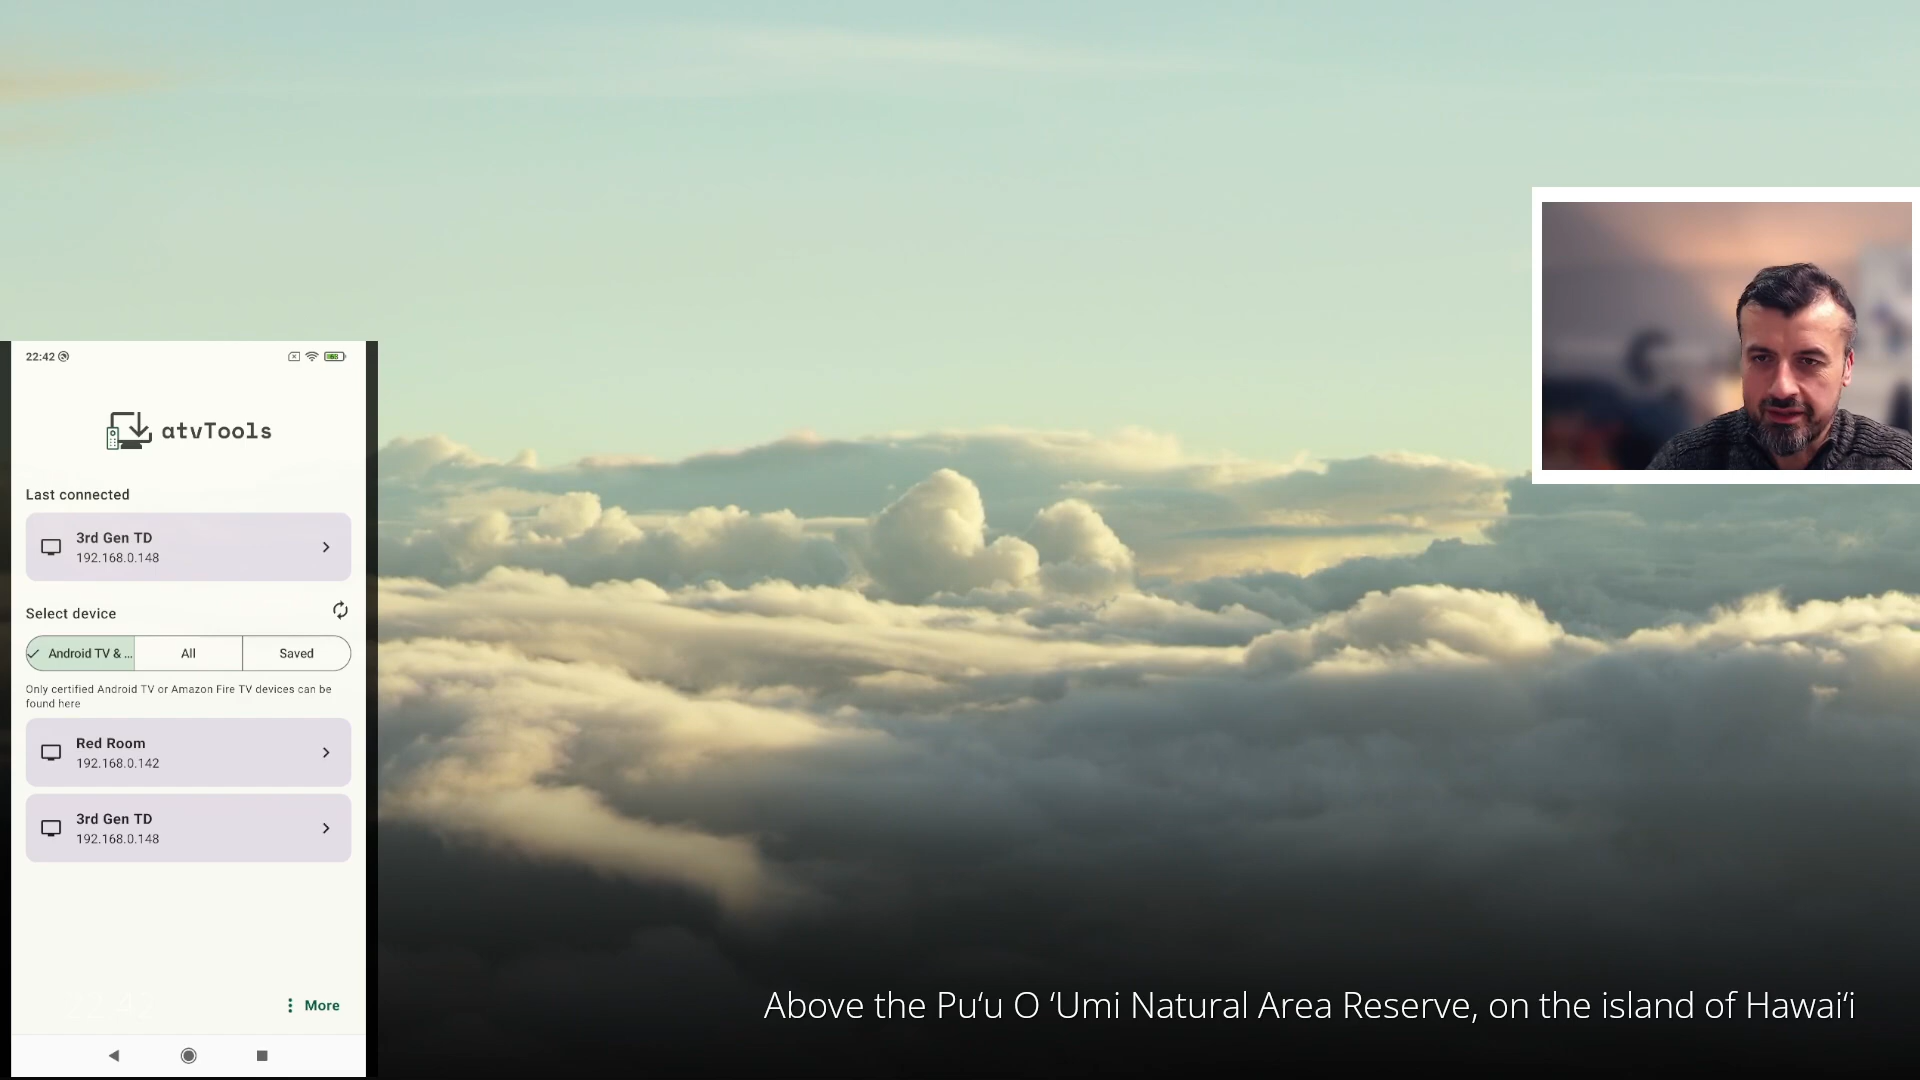 22:42
atvTools
Last connected
3rd Gen TD
192.168.0.148
Select device
Android TV & ...
All
Saved
Only certified Android TV or Amazon Fire TV devices can be
found here
Red Room
192.168.0.142
3rd Gen TD
192.168.0.148
More
Above the Pu‘u O ‘Umi Natural Area Reserve, on the island of Hawai‘i